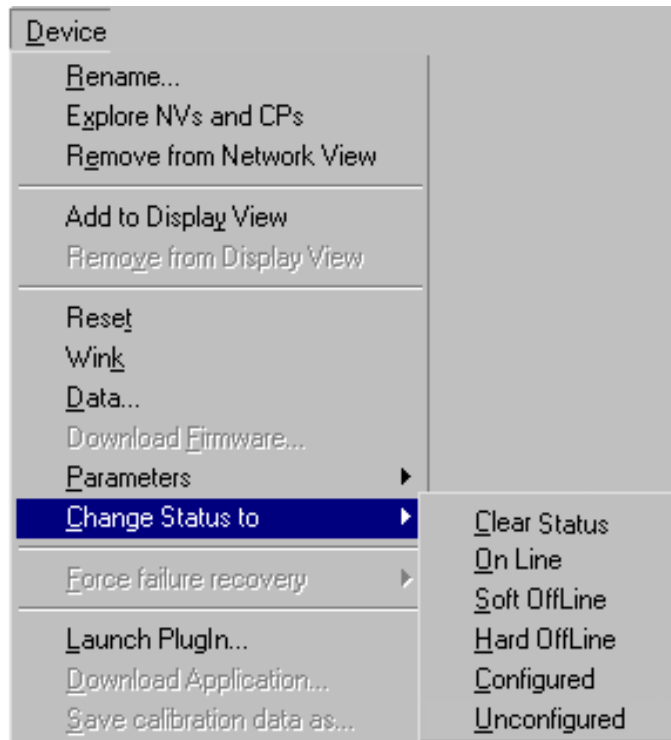 Device
Rename...
Explore NVs and CPs
Remove from Network View
Add to Display View
Remove from Display View
Reset
Wink
Data...
Download Firmware...
Parameters
Change Status to
Clear Status
On Line
Soft OffLine
Force failure recovery
Hard OffLine
Launch PlugIn...
Configured
Download Application...
Unconfigured
Save calibration data as...